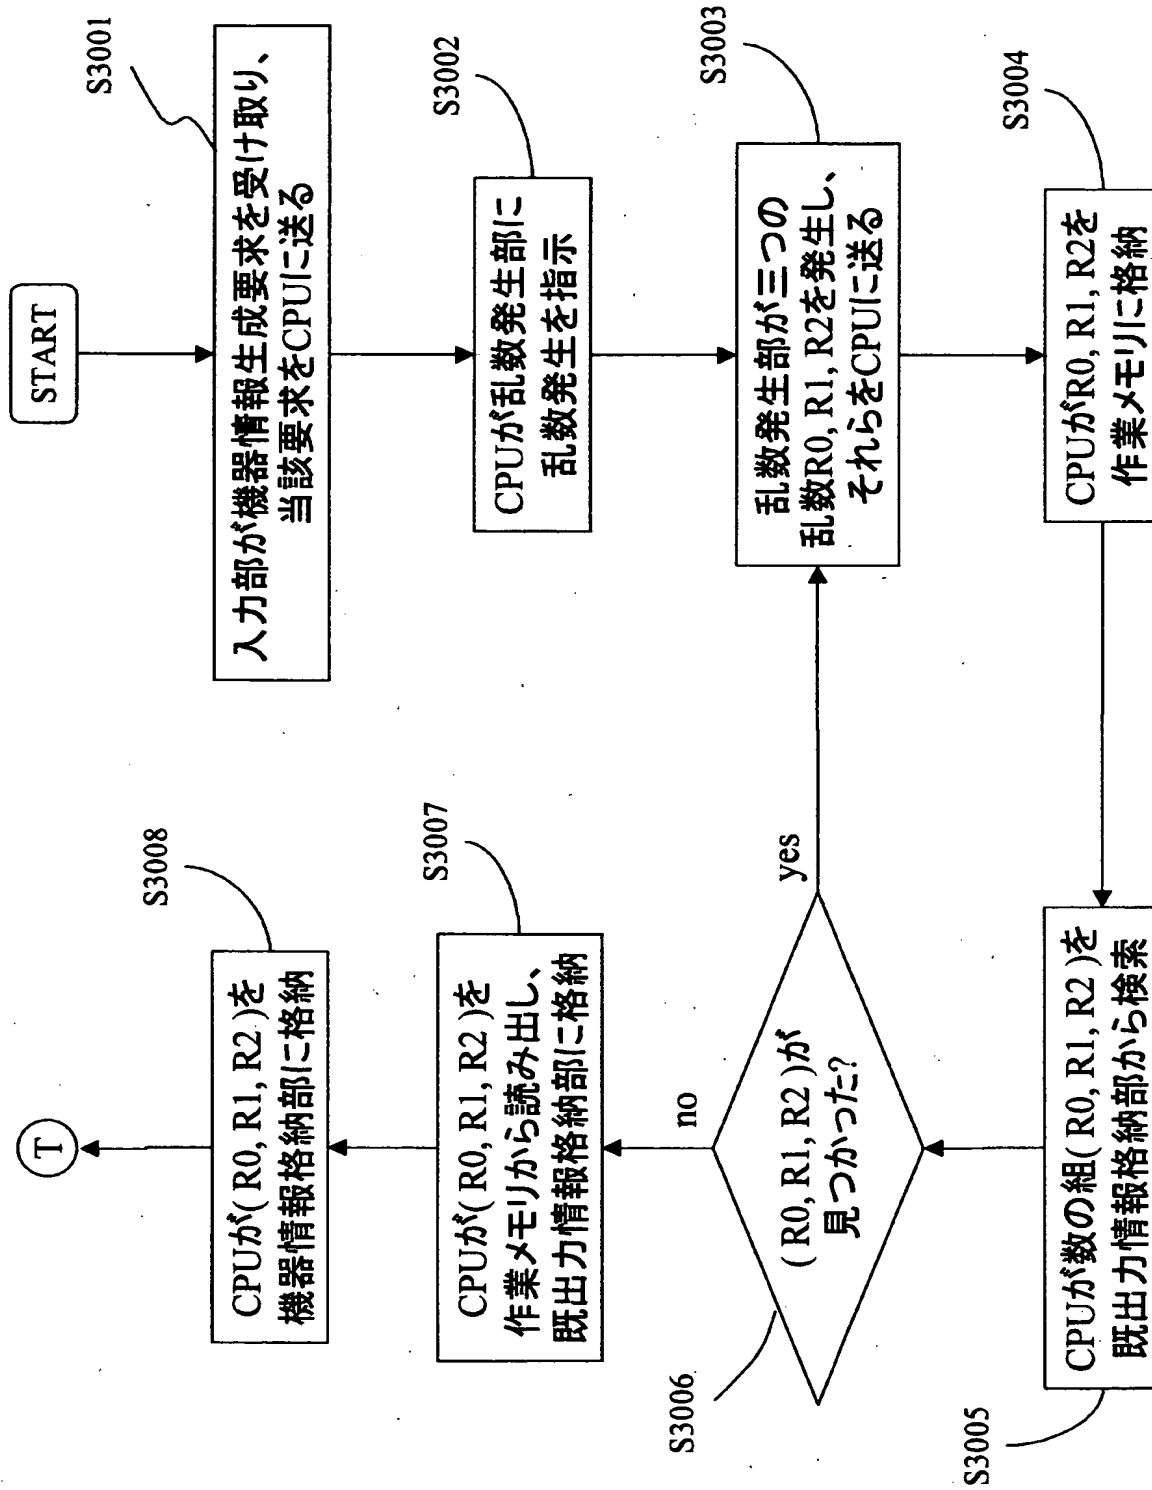 START
S3001
入力部が機器情報生成要求を受け取り、
当該要求をCPUに送る
S3002
CPUが乱数発生部に
乱数発生を指示
S3003
乱数発生部が三つの
乱数R0, R1, R2を発生し、
それらをCPUに送る
S3004
CPUがR0, R1, R2を
作業メモリに格納
S3005
CPUが数の組( R0, R1, R2 )を
既出力情報格納部から検索
S3006
( R0, R1, R2 )が
見つかった?
yes
no
S3007
CPUが( R0, R1, R2 )を
作業メモリから読み出し、
既出力情報格納部に格納
S3008
CPUが( R0, R1, R2 )を
機器情報格納部に格納
T